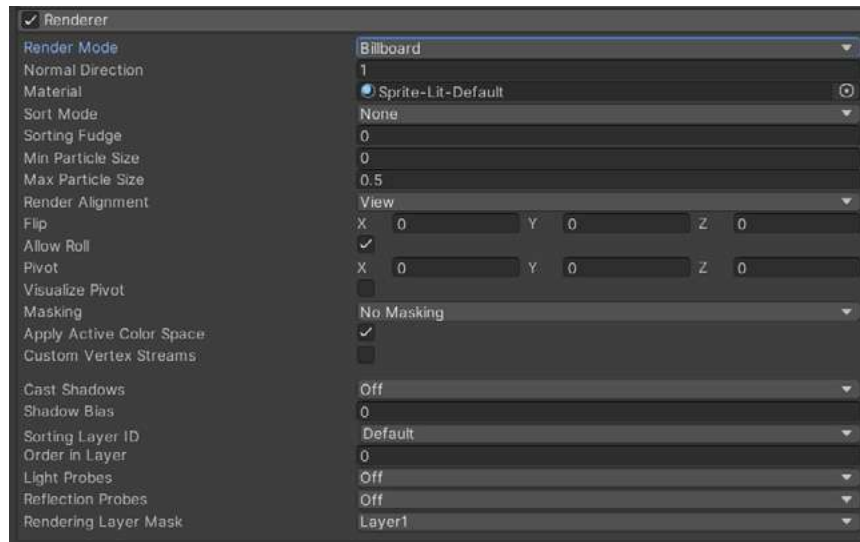 Renderer
Render Mode Billboard
Normal Direction 1
Material Sprite-Lit-Default
Sort Mode None
Sorting Fudge 0
Min Particle Size 0
Max Particle Size 0.5
Render Alignment View
Flip X 0 Y 0 Z 0
Allow Roll
Pivot X 0 Y 0 Z 0
Visualize Pivot
Masking No Masking
Apply Active Color Space
Custom Vertex Streams
Cast Shadows Off
Shadow Bias 0
Sorting Layer ID Default
Order in Layer 0
Light Probes Off
Reflection Probes Off
Rendering Layer Mask Layer1